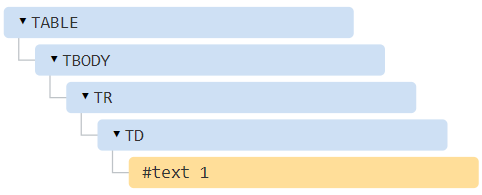 ▾ TABLE
▾ TBODY
▾ TR
▾ TD
#text 1